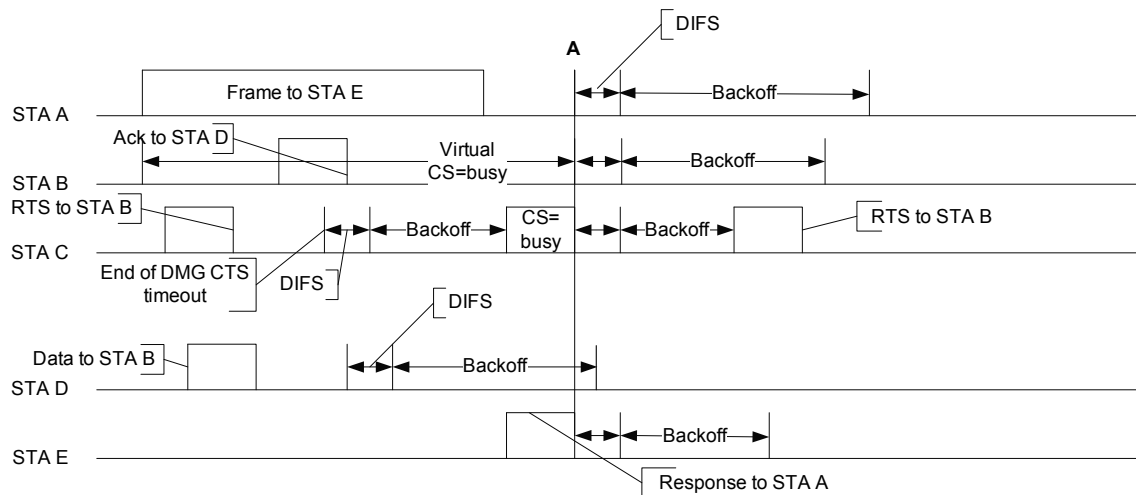 DIFS
A
Frame to STA E
Backoff
STA A
Ack to STA D
Virtual
CS=busy
Backoff
STA B
RTS to STA B
Backoff
CS=
busy
Backoff
RTS to STA B
STA C
End of DMG CTS
timeout
DIFS
DIFS
Data to STA B
Backoff
STA D
Backoff
STA E
Response to STA A